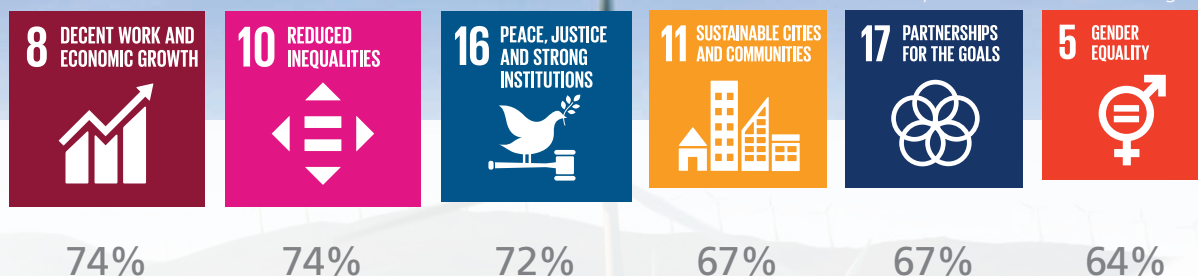 8 DECENT WORK AND
ECONOMIC GROWTH
10 REDUCED
INEQUALITIES
16 PEACE, JUSTICE
AND STRONG
INSTITUTIONS
11 SUSTAINABLE CITIES
AND COMMUNITIES
17 PARTNERSHIPS
FOR THE GOALS
5 GENDER
EQUALITY
74% 74% 72% 67% 67% 64%